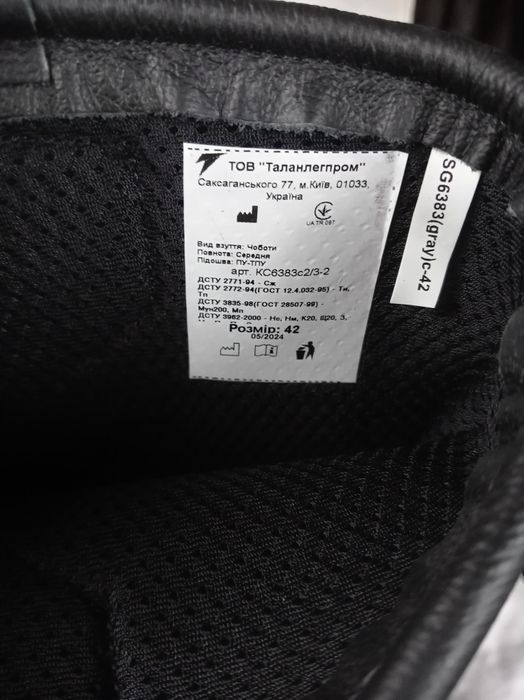 ТОВ "Таланлегпром"
Саксаганського 77, м.Київ, 01033,
Україна
UA TR 067
Вид взуття: Чоботи
Повнота: Середня
Підошва: ПУ-ТПУ
арт. КС6383с2/3-2
ДСТУ 2771-94 - Сж
ДСТУ 2772-94(ГОСТ 12.4.032-95) - Ти,
Тп
ДСТУ 3835-98(ГОСТ 28507-99) -
Мун200, Мп
ДСТУ 3962-2000 - Нс, Нм, К20, Щ20, З,
Розмір: 42
05/2024
SG6383(gray)c-42